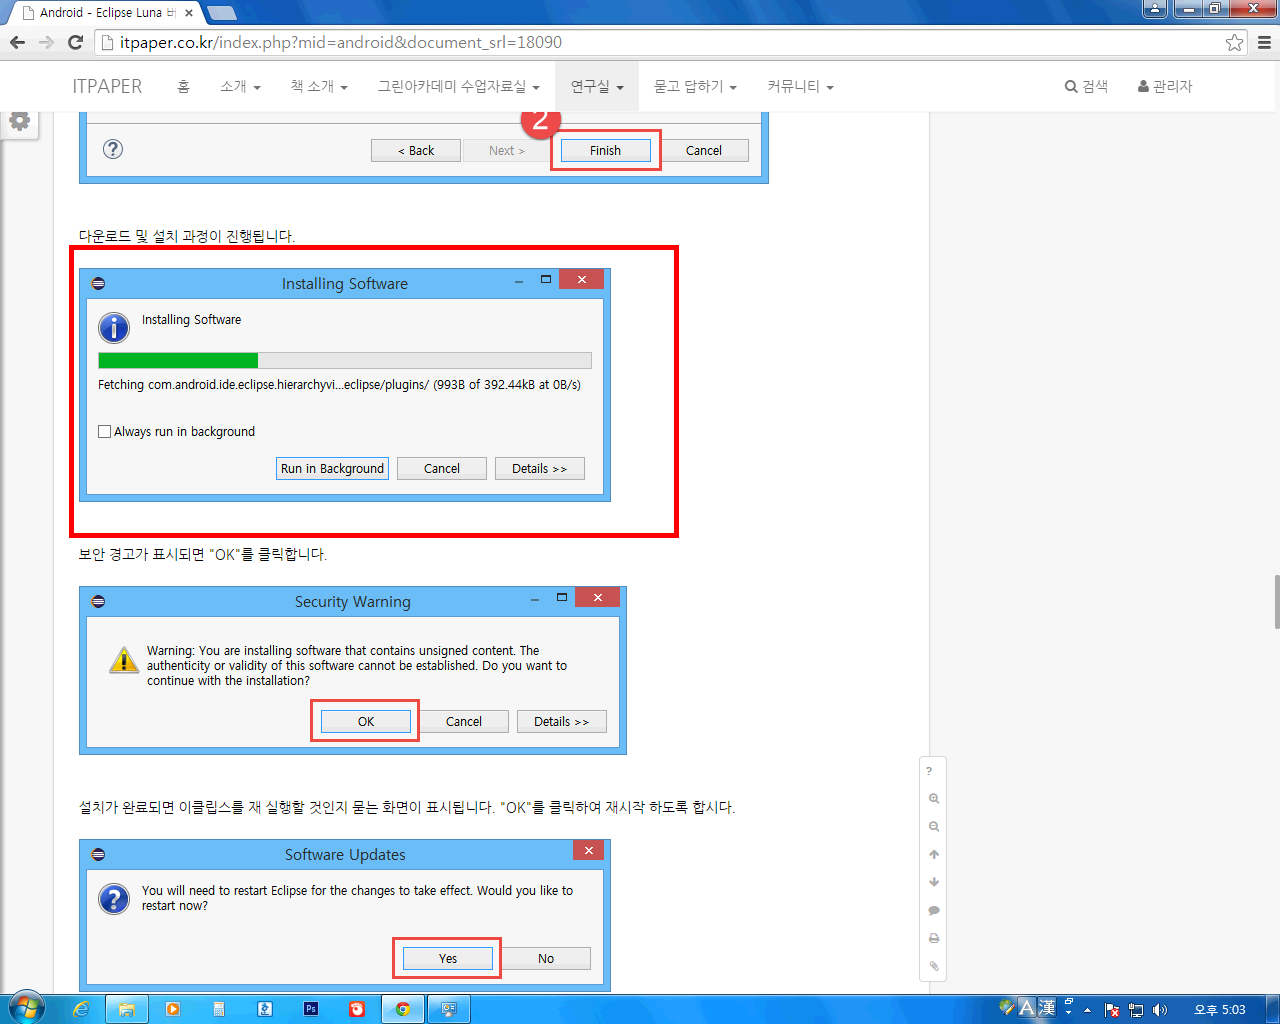 Android - Eclipse Luna 버
itpaper.co.kr/index.php?mid=android&document_srl=18090
ITPAPER 홈 소개 책 소개 그린아카데미 수업자료실 연구실 묻고 답하기 커뮤니티 검색 관리자
2
? < Back Next > Finish Cancel
다운로드 및 설치 과정이 진행됩니다.
Installing Software
Installing Software
Fetching com.android.ide.eclipse.hierarchyvi...eclipse/plugins/ (993B of 392.44kB at 0B/s)
Always run in background
Run in Background Cancel Details >>
보안 경고가 표시되면 "OK"를 클릭합니다.
Security Warning
Warning: You are installing software that contains unsigned content. The
authenticity or validity of this software cannot be established. Do you want to
continue with the installation?
OK Cancel Details >>
?
설치가 완료되면 이클립스를 재 실행할 것인지 묻는 화면이 표시됩니다. "OK"를 클릭하여 재시작 하도록 합시다.
Software Updates
You will need to restart Eclipse for the changes to take effect. Would you like to
restart now?
Yes No
Ps A 漢 오후 5:03